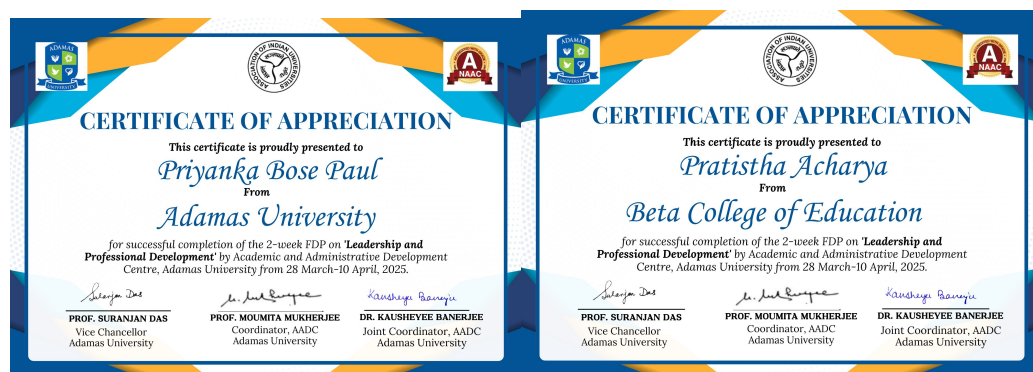 ADAMAS
UNIVERSITY
ASSOCIATION OF INDIAN UNIVERSITIES
A
NAAC
CERTIFICATE OF APPRECIATION
This certificate is proudly presented to
Priyanka Bose Paul
From
Adamas University
for successful completion of the 2-week FDP on 'Leadership and
Professional Development' by Academic and Administrative Development
Centre, Adamas University from 28 March-10 April, 2025.
Suranjan Das
Kausheyee Banerjee
PROF. SURANJAN DAS
PROF. MOUMITA MUKHERJEE
DR. KAUSHEYEE BANERJEE
Vice Chancellor
Coordinator, AADC
Joint Coordinator, AADC
Adamas University
Adamas University
Adamas University
ADAMAS
UNIVERSITY
ASSOCIATION OF INDIAN UNIVERSITIES
A
NAAC
CERTIFICATE OF APPRECIATION
This certificate is proudly presented to
Pratistha Acharya
From
Beta College of Education
for successful completion of the 2-week FDP on 'Leadership and
Professional Development' by Academic and Administrative Development
Centre, Adamas University from 28 March-10 April, 2025.
Suranjan Das
Kausheyee Banerjee
PROF. SURANJAN DAS
PROF. MOUMITA MUKHERJEE
DR. KAUSHEYEE BANERJEE
Vice Chancellor
Coordinator, AADC
Joint Coordinator, AADC
Adamas University
Adamas University
Adamas University